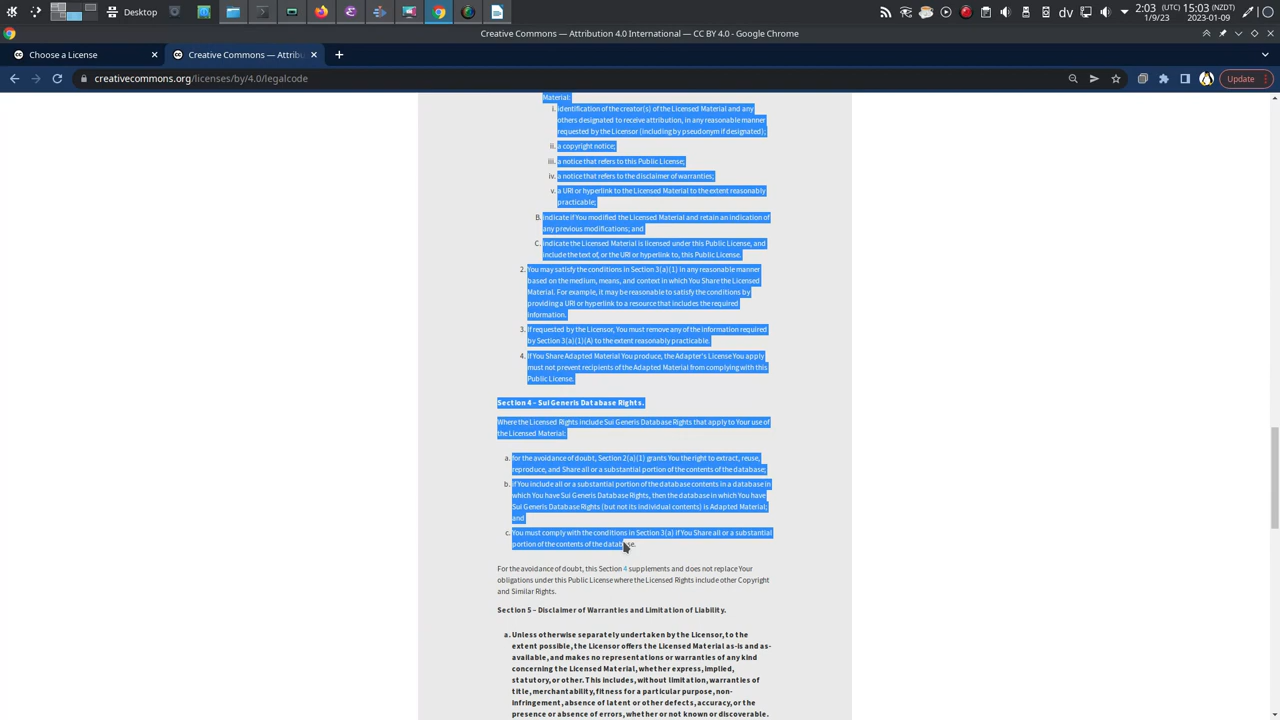 Desktop
15:13 (UTC) | 15:13 (NZDT)
1/9/23 | 2023-01-09
Creative Commons — Attribution 4.0 International — CC BY 4.0 - Google Chrome
Choose a License
Creative Commons — Attribu
creativecommons.org/licenses/by/4.0/legalcode
Update
Material:
i. identification of the creator(s) of the Licensed Material and any
others designated to receive attribution, in any reasonable manner
requested by the Licensor (including by pseudonym if designated);
ii. a copyright notice;
iii. a notice that refers to this Public License;
iv. a notice that refers to the disclaimer of warranties;
v. a URI or hyperlink to the Licensed Material to the extent reasonably
practicable;
B. indicate if You modified the Licensed Material and retain an indication of
any previous modifications; and
C. indicate the Licensed Material is licensed under this Public License, and
include the text of, or the URI or hyperlink to, this Public License.
2. You may satisfy the conditions in Section 3(a)(1) in any reasonable manner
based on the medium, means, and context in which You Share the Licensed
Material. For example, it may be reasonable to satisfy the conditions by
providing a URI or hyperlink to a resource that includes the required
information.
3. If requested by the Licensor, You must remove any of the information required
by Section 3(a)(1)(A) to the extent reasonably practicable.
4. If You Share Adapted Material You produce, the Adapter's License You apply
must not prevent recipients of the Adapted Material from complying with this
Public License.
Section 4 – Sui Generis Database Rights.
Where the Licensed Rights include Sui Generis Database Rights that apply to Your use of
the Licensed Material:
a. for the avoidance of doubt, Section 2(a)(1) grants You the right to extract, reuse,
reproduce, and Share all or a substantial portion of the contents of the database;
b. if You include all or a substantial portion of the database contents in a database in
which You have Sui Generis Database Rights, then the database in which You have
Sui Generis Database Rights (but not its individual contents) is Adapted Material;
and
c. You must comply with the conditions in Section 3(a) if You Share all or a substantial
portion of the contents of the database.
For the avoidance of doubt, this Section 4 supplements and does not replace Your
obligations under this Public License where the Licensed Rights include other Copyright
and Similar Rights.
Section 5 – Disclaimer of Warranties and Limitation of Liability.
a. Unless otherwise separately undertaken by the Licensor, to the
extent possible, the Licensor offers the Licensed Material as-is and as-
available, and makes no representations or warranties of any kind
concerning the Licensed Material, whether express, implied,
statutory, or other. This includes, without limitation, warranties of
title, merchantability, fitness for a particular purpose, non-
infringement, absence of latent or other defects, accuracy, or the
presence or absence of errors, whether or not known or discoverable.